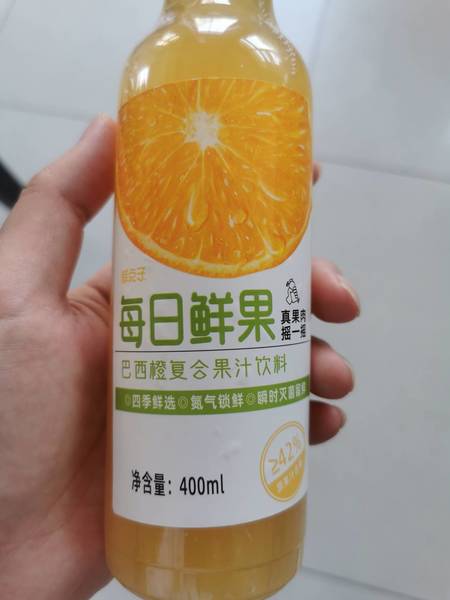 每日鲜果
真果肉
摇一摇
巴西橙复合果汁饮料
◎四季鲜选◎氮气锁鲜◎瞬时灭菌
≥42%
净含量：400ml